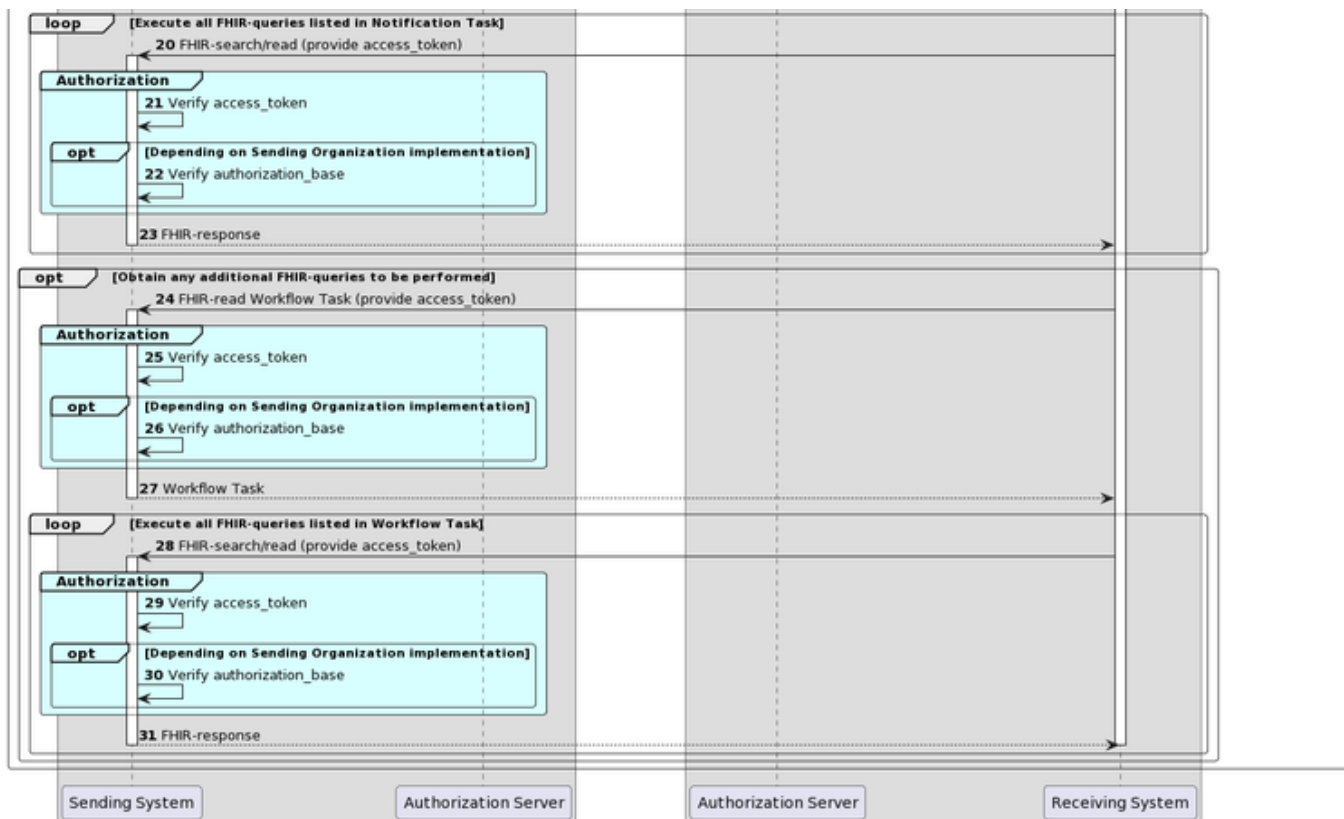 loop [Execute all FHIR-queries listed in Notification Task]
20 FHIR-search/read (provide access_token)
Authorization
21 Verify access_token
opt [Depending on Sending Organization implementation]
22 Verify authorization_base
23 FHIR-response
opt [Obtain any additional FHIR-queries to be performed]
24 FHIR-read Workflow Task (provide access_token)
Authorization
25 Verify access_token
opt [Depending on Sending Organization implementation]
26 Verify authorization_base
27 Workflow Task
loop [Execute all FHIR-queries listed in Workflow Task]
28 FHIR-search/read (provide access_token)
Authorization
29 Verify access_token
opt [Depending on Sending Organization implementation]
30 Verify authorization_base
31 FHIR-response
Sending System Authorization Server Authorization Server Receiving System